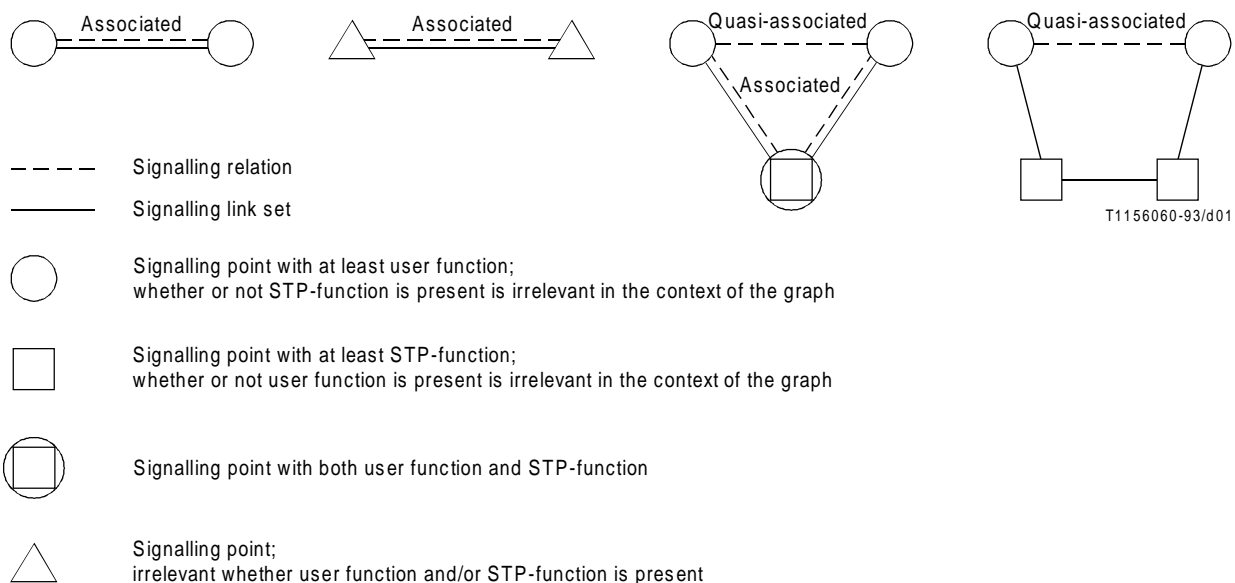 Associated
Associated
Quasi-associated
Quasi-associated
Associated
Signalling relation
Signalling link set
T1156060-93/d01
Signalling point with at least user function;
whether or not STP-function is present is irrelevant in the context of the graph
Signalling point with at least STP-function;
whether or not user function is present is irrelevant in the context of the graph
Signalling point with both user function and STP-function
Signalling point;
irrelevant whether user function and/or STP-function is present